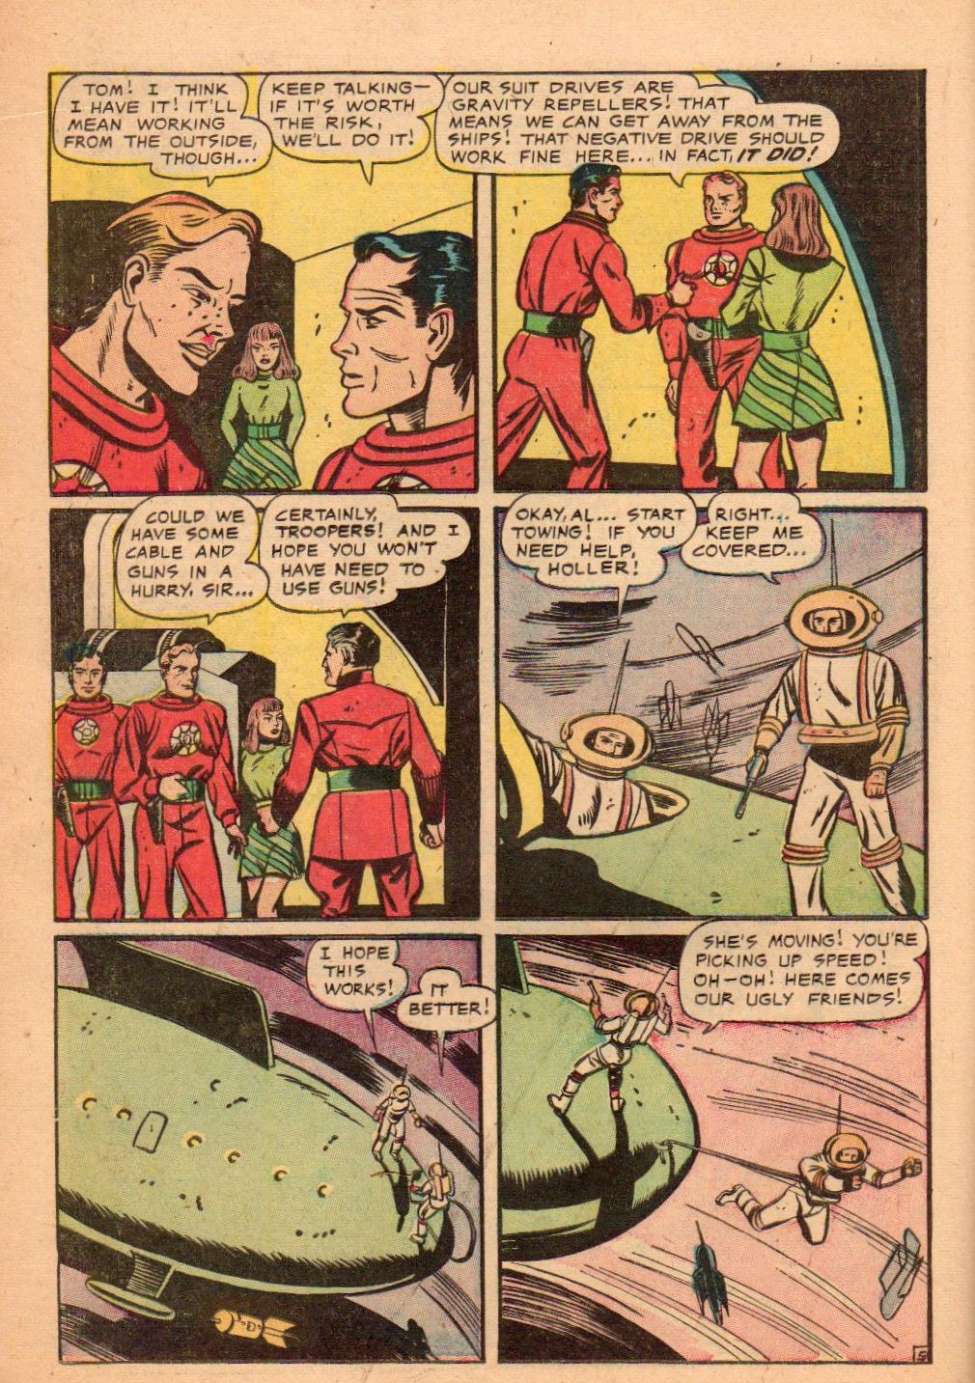 TOM! I THINK
I HAVE IT! IT'LL
MEAN WORKING
FROM THE OUTSIDE,
THOUGH...
KEEP TALKING—
IF IT'S WORTH
THE RISK,
WE'LL DO IT!
OUR SUIT DRIVES ARE
GRAVITY REPELLERS! THAT
MEANS WE CAN GET AWAY FROM THE
SHIPS! THAT NEGATIVE DRIVE SHOULD
WORK FINE HERE... IN FACT, IT DID!
COULD WE
HAVE SOME
CABLE AND
GUNS IN A
HURRY, SIR...
CERTAINLY,
TROOPERS! AND I
HOPE YOU WON'T
HAVE NEED TO
USE GUNS!
OKAY, AL... START
TOWING! IF YOU
NEED HELP,
HOLLER!
RIGHT...
KEEP ME
COVERED...
I HOPE
THIS
WORKS!
IT
BETTER!
SHE'S MOVING! YOU'RE
PICKING UP SPEED!
OH-OH! HERE COMES
OUR UGLY FRIENDS!
5